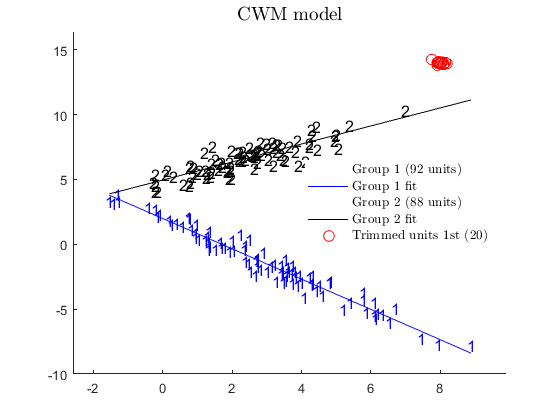 CWM model
15
10
5
0
-5
-10
-2
0
2
4
6
8
Group 1 (92 units)
Group 1 fit
Group 2 (88 units)
Group 2 fit
Trimmed units 1st (20)